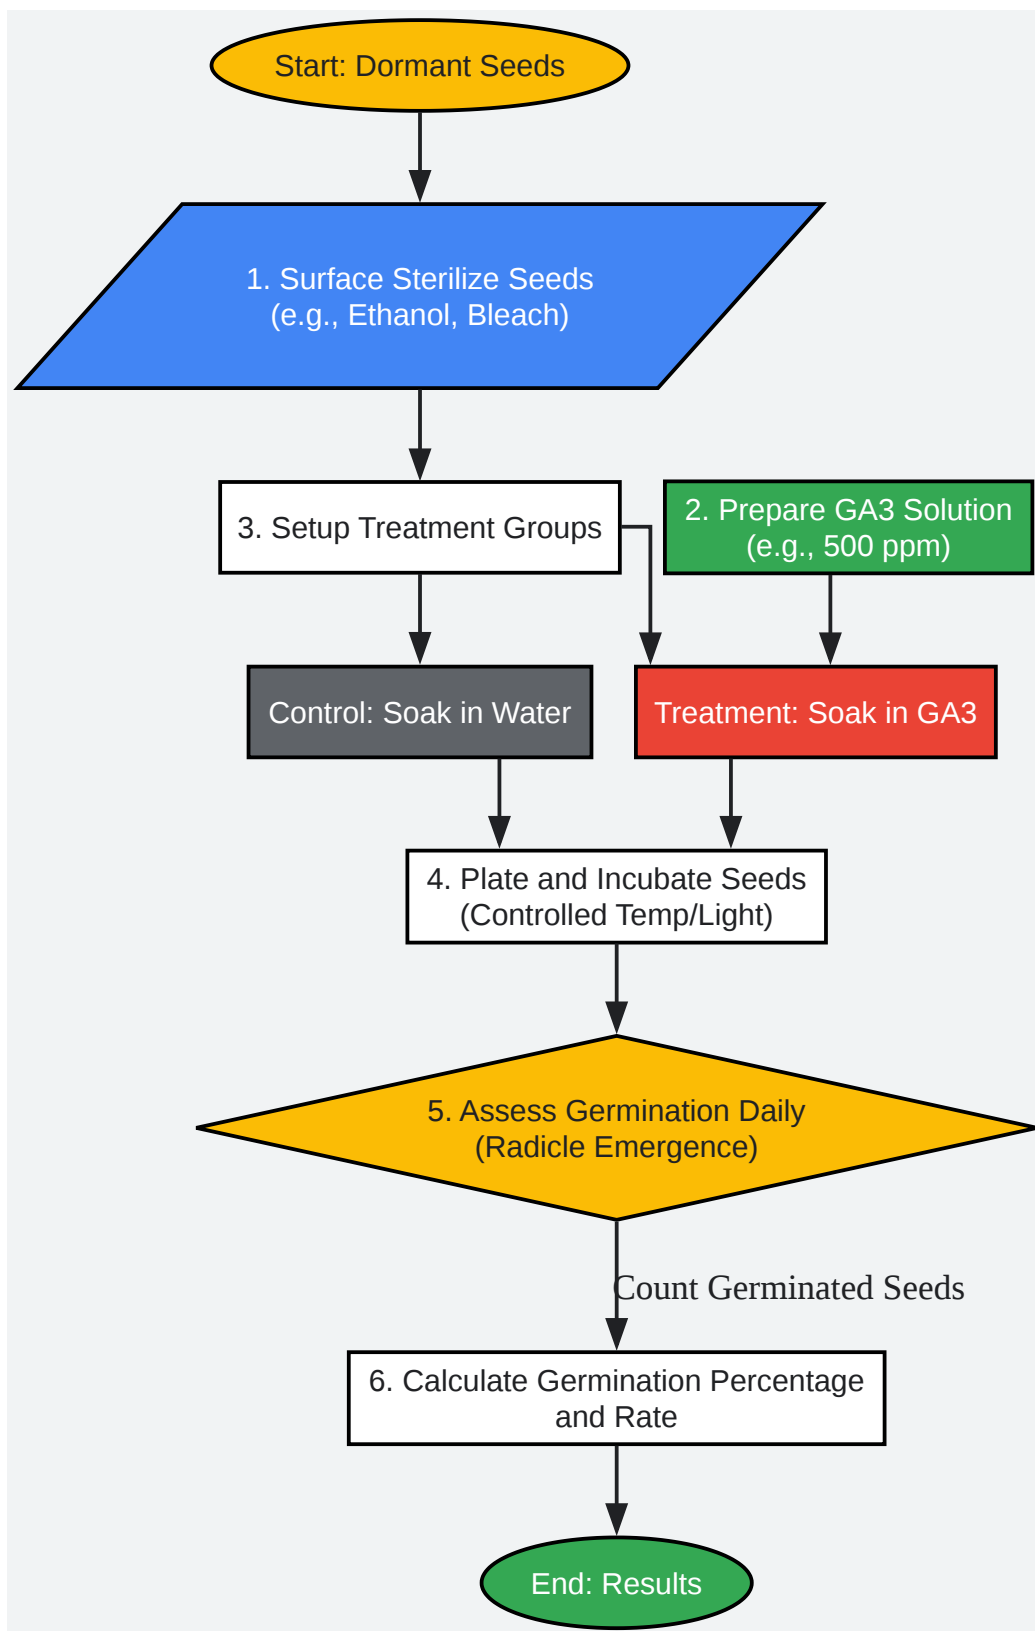 Start: Dormant Seeds
1. Surface Sterilize Seeds
(e.g., Ethanol, Bleach)
3. Setup Treatment Groups
2. Prepare GA3 Solution
(e.g., 500 ppm)
Control: Soak in Water
Treatment: Soak in GA3
4. Plate and Incubate Seeds
(Controlled Temp/Light)
5. Assess Germination Daily
(Radicle Emergence)
Count Germinated Seeds
6. Calculate Germination Percentage
and Rate
End: Results